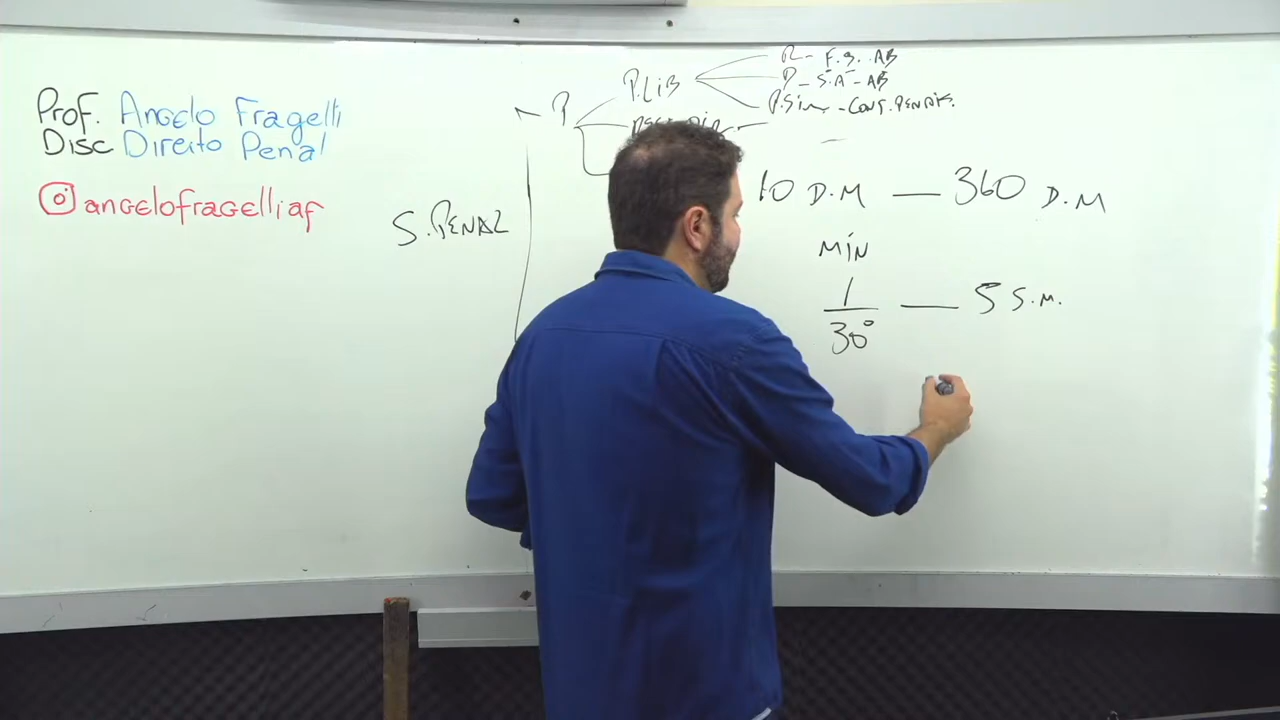 Prof. Angelo Fragelli
Disc Direito Penal
angelofragelliaf
S. PENAL
P
P.LIB
R - F.S. AB
D - S.A - AB
P.Sim - CONT. PENAIS.
10 D.M — 360 D.M
MíN
1
30° — 5 S.M.